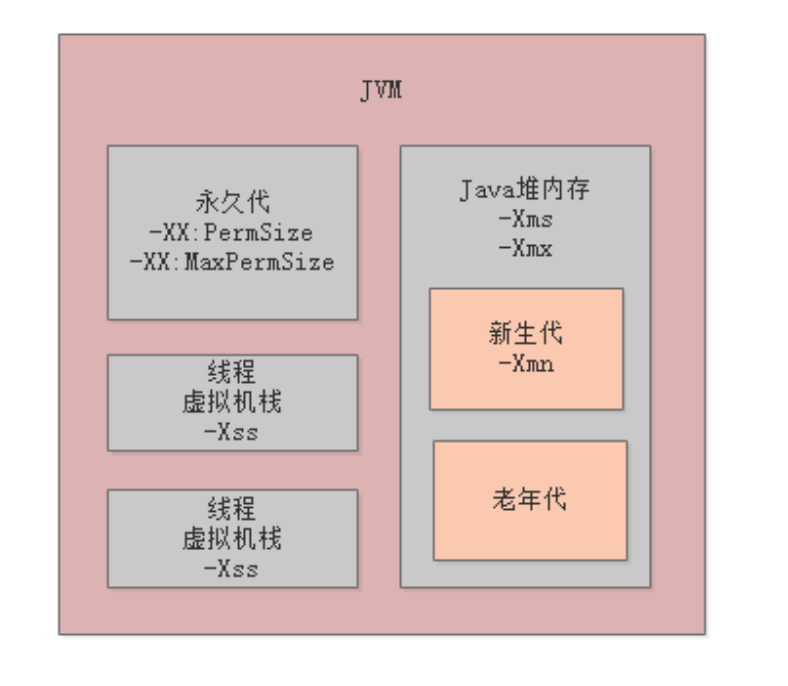 JVM
永久代
-XX:PermSize
-XX:MaxPermSize
线程
虚拟机栈
-Xss
线程
虚拟机栈
-Xss
Java堆内存
-Xms
-Xmx
新生代
-Xmn
老年代